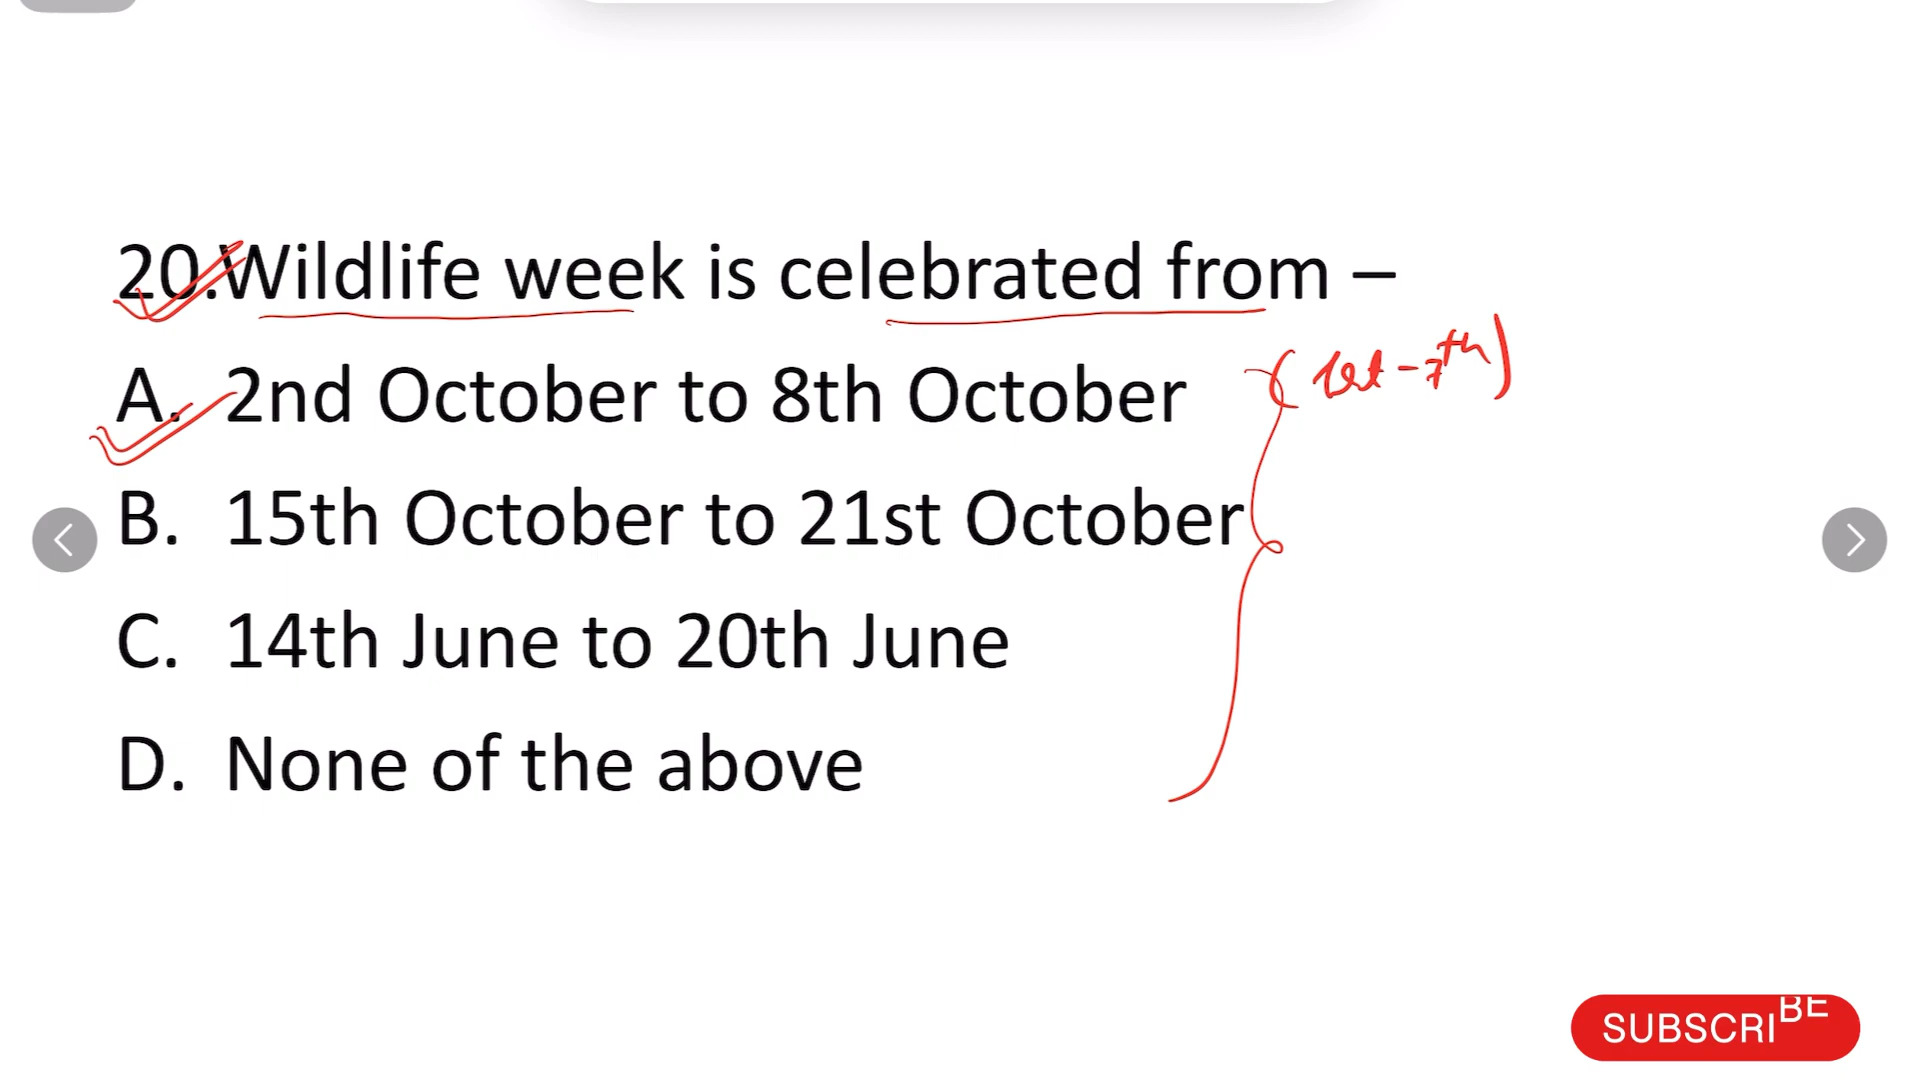 20.Wildlife week is celebrated from –
A. 2nd October to 8th October (1st - 7th)
B. 15th October to 21st October
C. 14th June to 20th June
D. None of the above
SUBSCRIBE